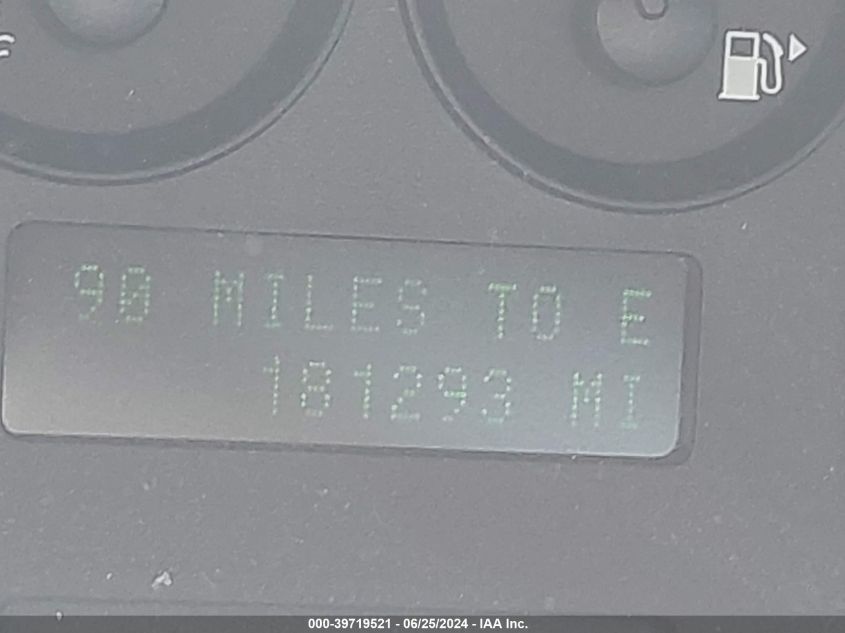 90 MILES TO E
181293 MI
000-39719521 - 06/25/2024 - IAA Inc.